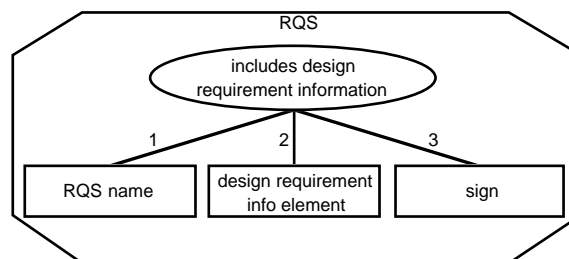 RQS
includes design
requirement information
1
2
3
RQS name
design requirement
info element
sign